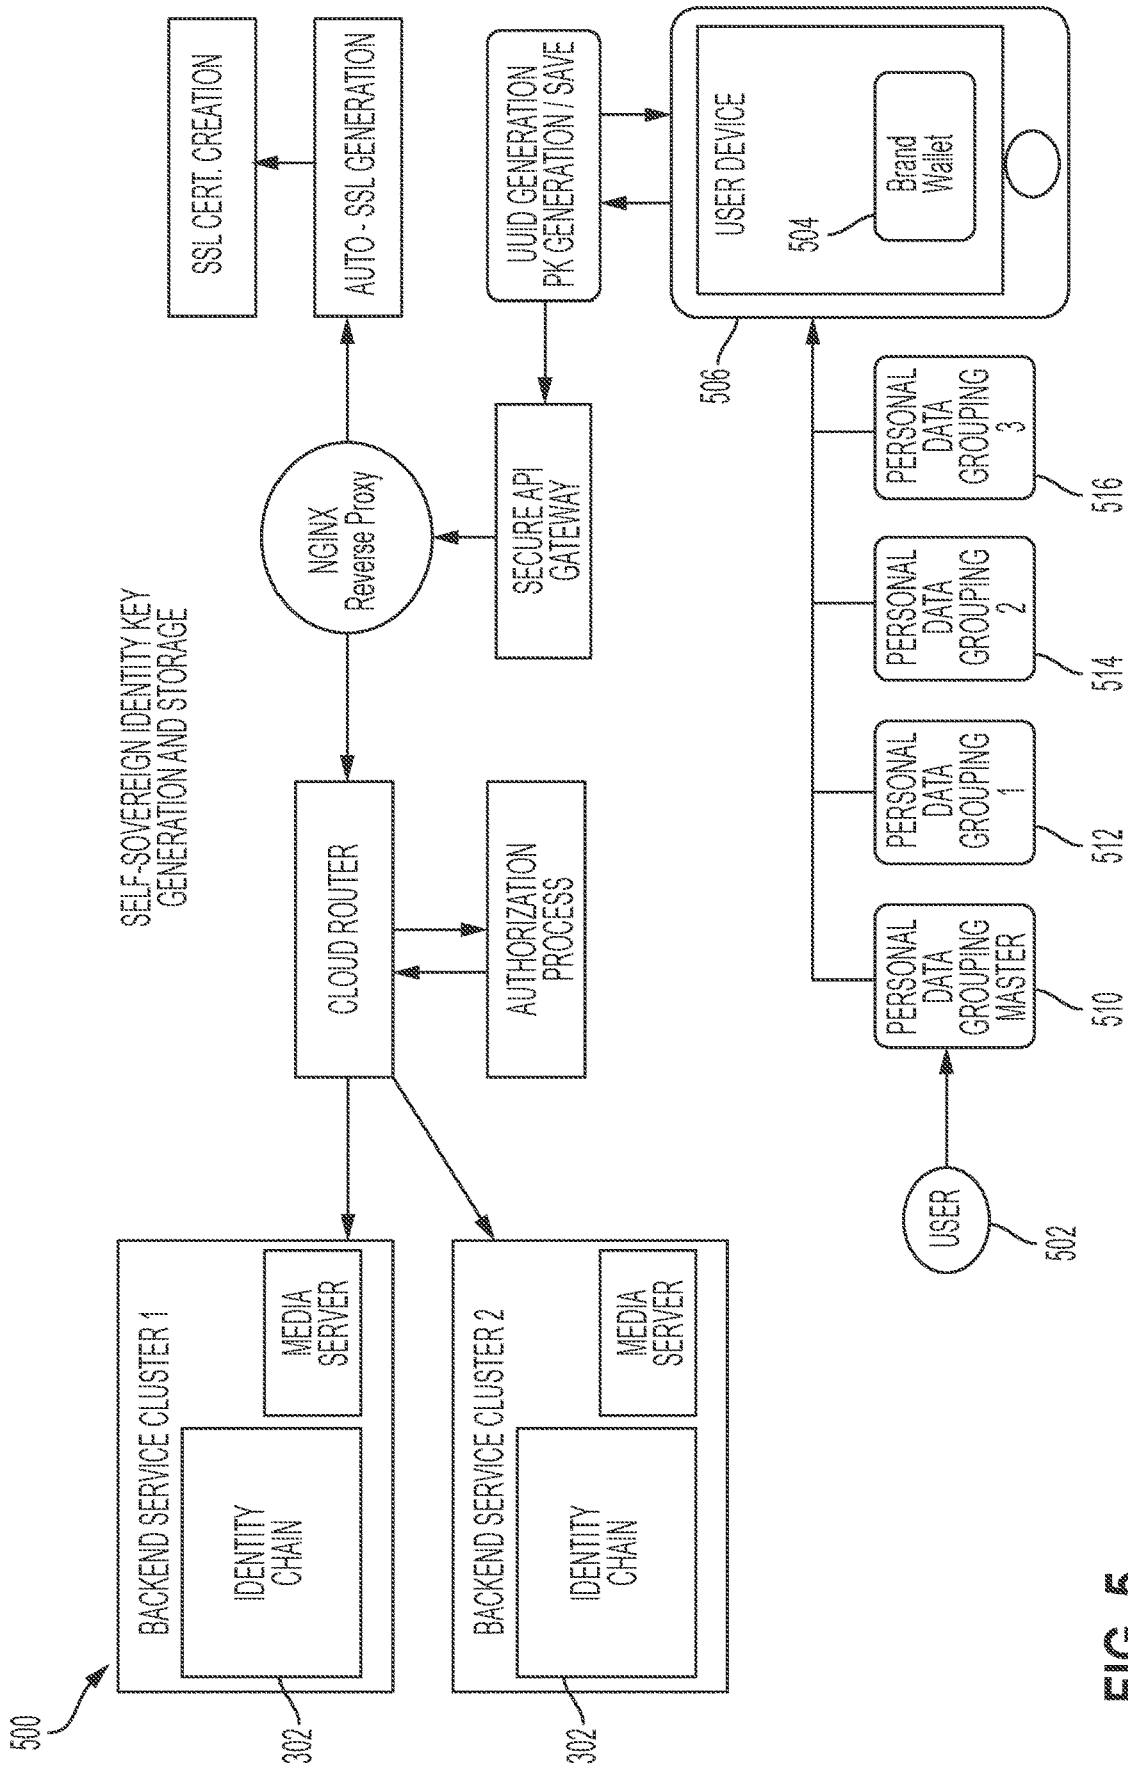 500
SELF-SOVEREIGN IDENTITY KEY
GENERATION AND STORAGE
BACKEND SERVICE CLUSTER 1
IDENTITY
CHAIN
MEDIA
SERVER
302
BACKEND SERVICE CLUSTER 2
IDENTITY
CHAIN
MEDIA
SERVER
302
CLOUD ROUTER
AUTHORIZATION
PROCESS
NGINX
Reverse Proxy
SECURE API
GATEWAY
SSL CERT. CREATION
AUTO - SSL GENERATION
UUID GENERATION
PK GENERATION / SAVE
USER DEVICE
504
Brand
Wallet
506
USER
502
PERSONAL
DATA
GROUPING
MASTER
510
PERSONAL
DATA
GROUPING
1
512
PERSONAL
DATA
GROUPING
2
514
PERSONAL
DATA
GROUPING
3
516
FIG. 5